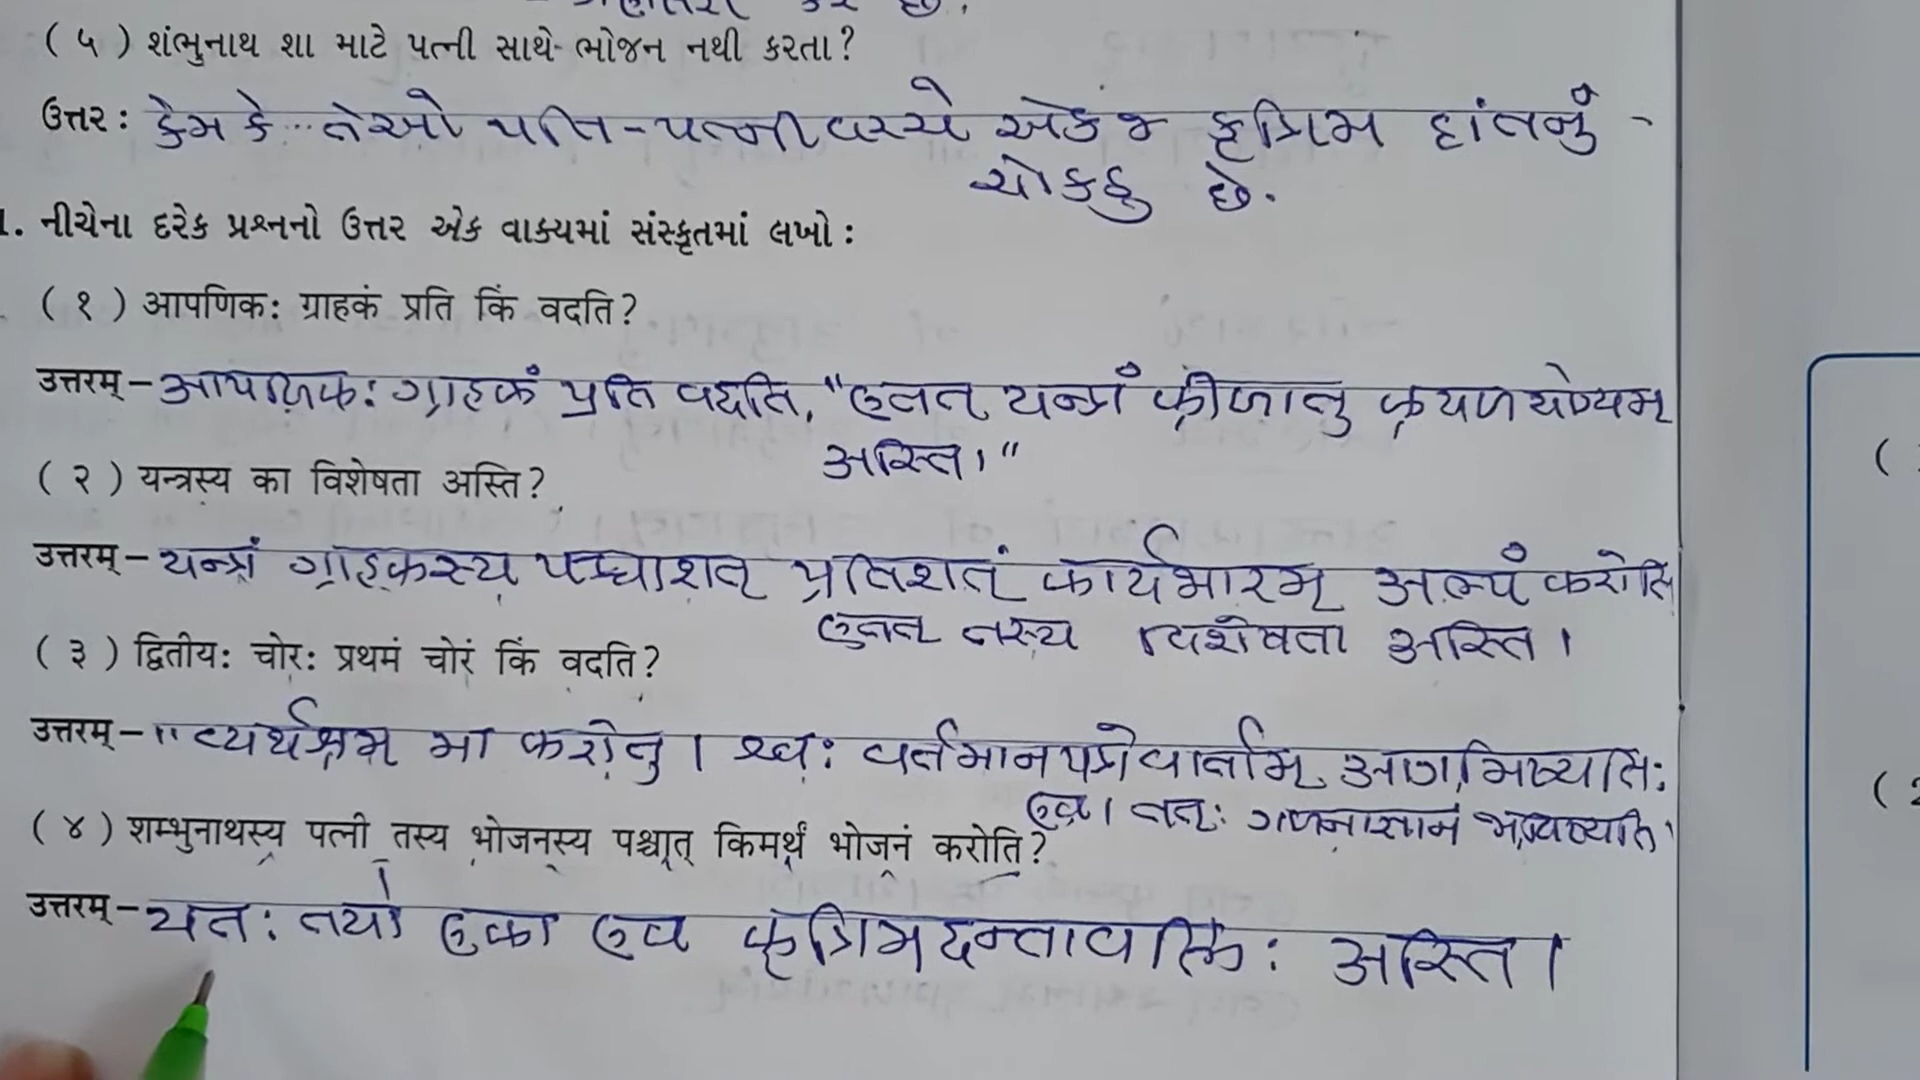 (૫) શંભુનાથ શા માટે પત્ની સાથે ભોજન નથી કરતા?
ઉત્તર: કેમ કે તેઓ પતિ-પત્ની વચ્ચે એક જ કૃત્રિમ દાંતનું
ચોકઠુ છે.
નીચેના દરેક પ્રશ્નનો ઉત્તર એક વાક્યમાં સંસ્કૃતમાં લખો:
(१) आपणिकः ग्राहकं प्रति किं वदति?
उत्तरम् - आपणिकः ग्राहकं प्रति वदति, "एतत् यन्त्रं क्रीणातु क्रयणयोग्यम्
अस्ति।"
(२) यन्त्रस्य का विशेषता अस्ति?
उत्तरम् - यन्त्रं ग्राहकस्य पञ्चाशत् प्रतिशतं कार्यभारम् अल्पं करोति
एतत् तस्य विशेषता अस्ति।
(३) द्वितीयः चोरः प्रथमं चोरं किं वदति?
उत्तरम् - "व्यर्थश्रमम् मा करोतु। श्वः वर्तमानपत्रे वार्ताम् आगमिष्यति
एव। ततः भविष्यति
(४) शम्भुनाथस्य पत्नी तस्य भोजनस्य पश्चात् किमर्थं भोजनं करोति?
उत्तरम् - यतः तयो एका एव कृत्रिमदन्तावलिः अस्ति।